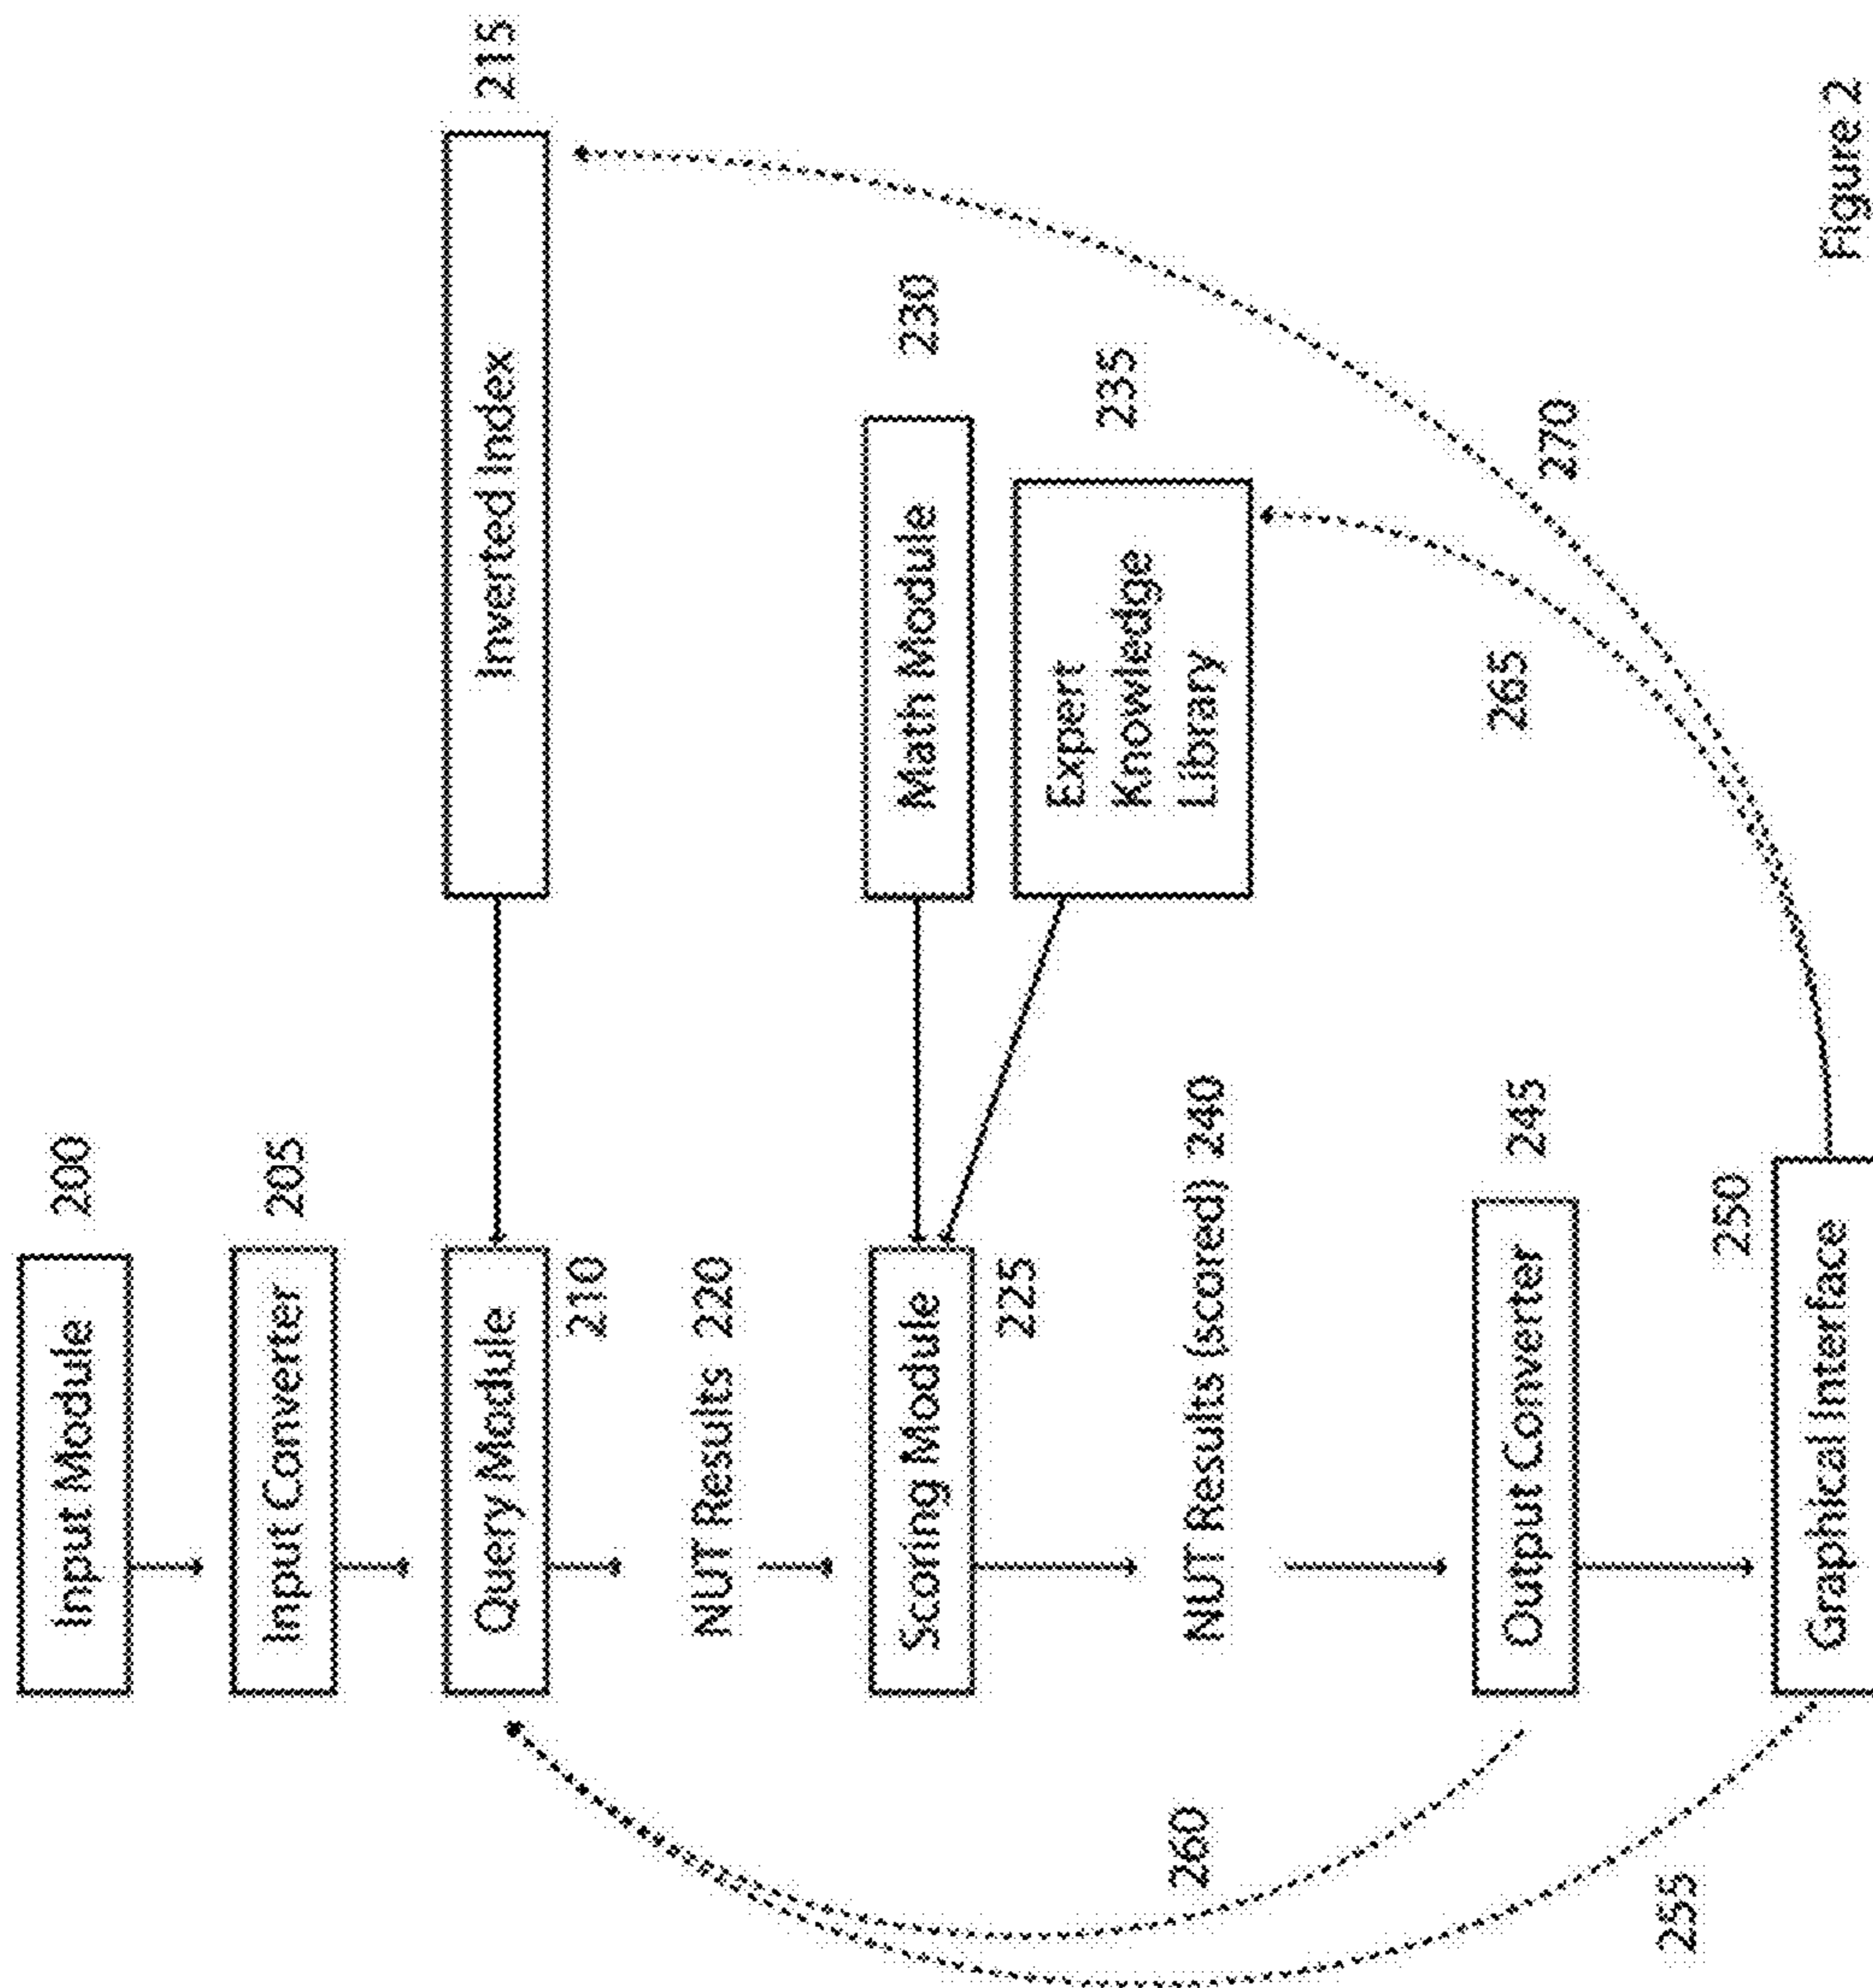 Input Module
200
Input Converter
205
Query Module
210
Inverted Index
215
NUT Results 220
Scoring Module
225
Math Module
230
Expert
Knowledge
Library
235
NUT Results (scored) 240
Output Converter
245
Graphical Interface
250
255
260
265
270
Figure 2